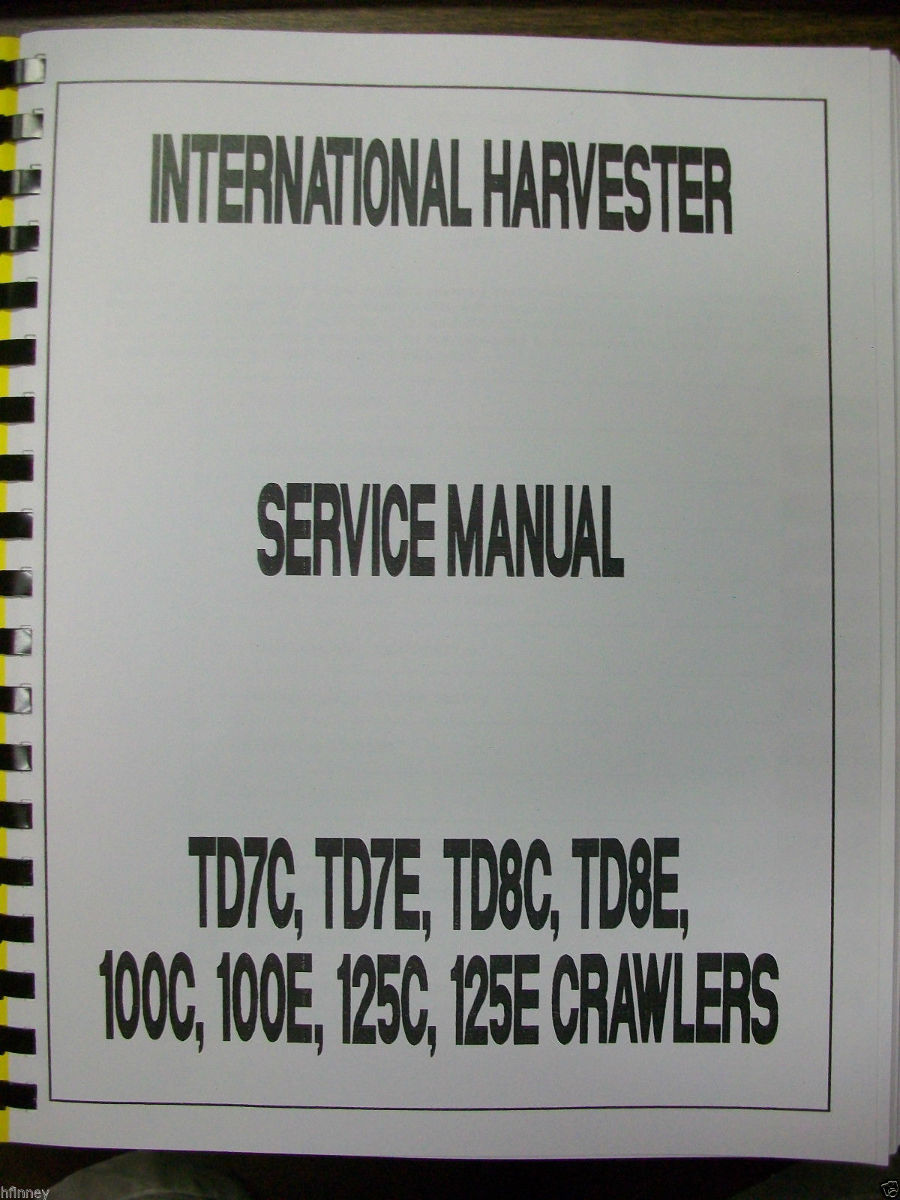 INTERNATIONAL HARVESTER
SERVICE MANUAL
TD7C, TD7E, TD8C, TD8E,
100C, 100E, 125C, 125E CRAWLERS
hfinney